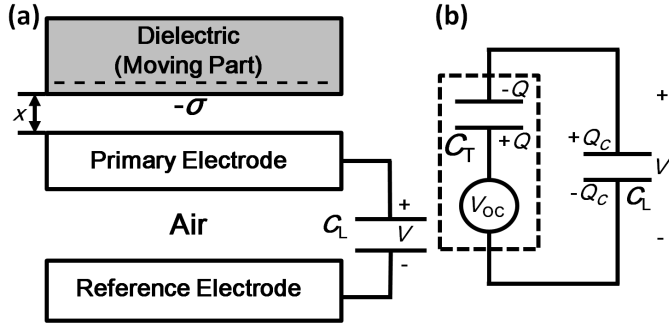 (a)
Dielectric
(Moving Part)
-σ
x
Primary Electrode
Air
C_L
+
V
-
Reference Electrode
(b)
-Q
+Q
C_T
V_OC
+
+Q_C
V
-Q_C
C_L
-